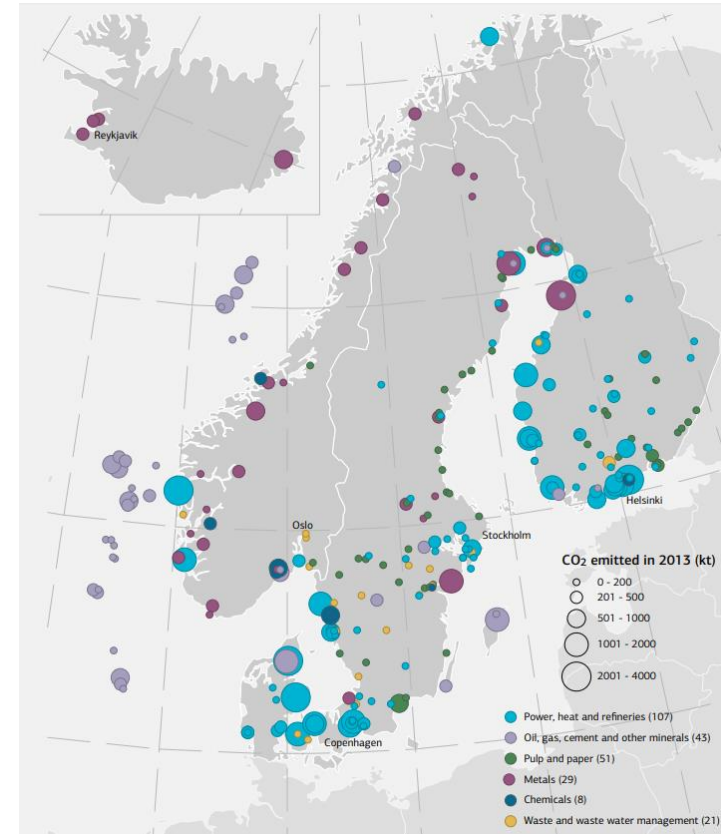 Reykjavik
Oslo
Stockholm
Helsinki
Copenhagen
CO2 emitted in 2013 (kt)
0 - 200
201 - 500
501 - 1000
1001 - 2000
2001 - 4000
Power, heat and refineries (107)
Oil, gas, cement and other minerals (43)
Pulp and paper (51)
Metals (29)
Chemicals (8)
Waste and waste water management (21)